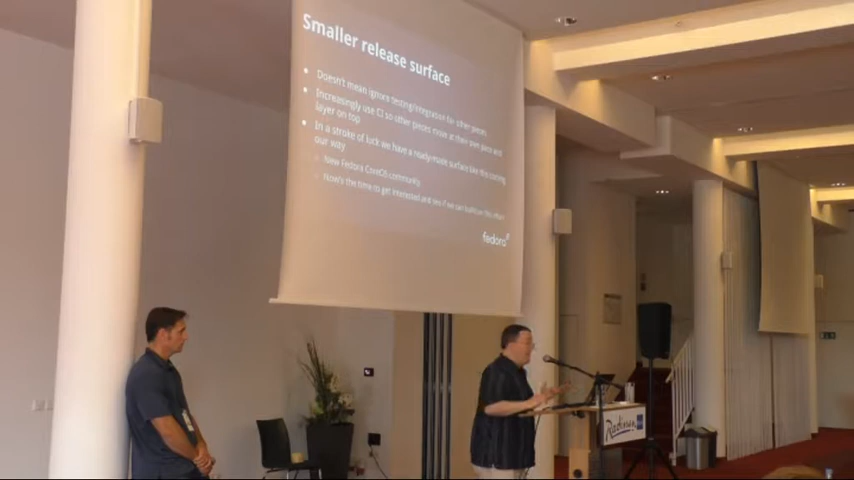 Smaller release surface
Doesn't mean ignore testing/integration for other pieces
Increasingly use CI so other pieces move at their own pace and
layer on top
In a stroke of luck we have a ready-made surface like this coming
our way
New Fedora CoreOS community
Now's the time to get interested and see if we can build on this
fedora
Radisson